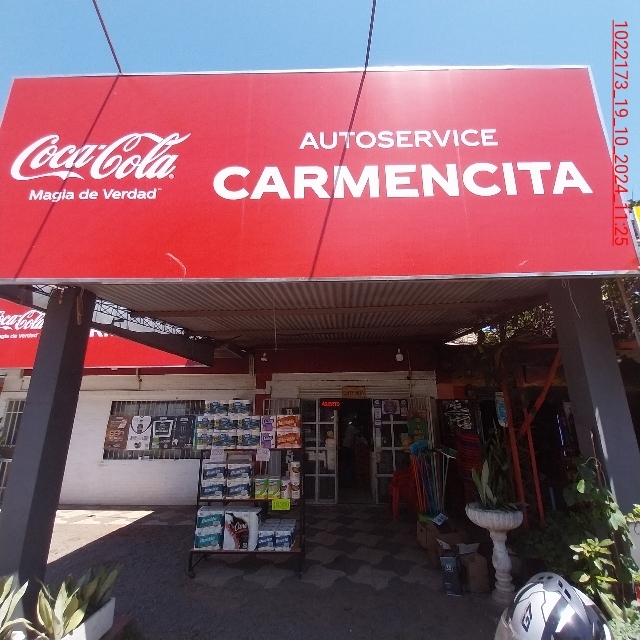 Coca-Cola
Magia de Verdad
AUTOSERVICE
CARMENCITA
1022173_19_10_2024_11:25
Coca-Cola
ABIERTO